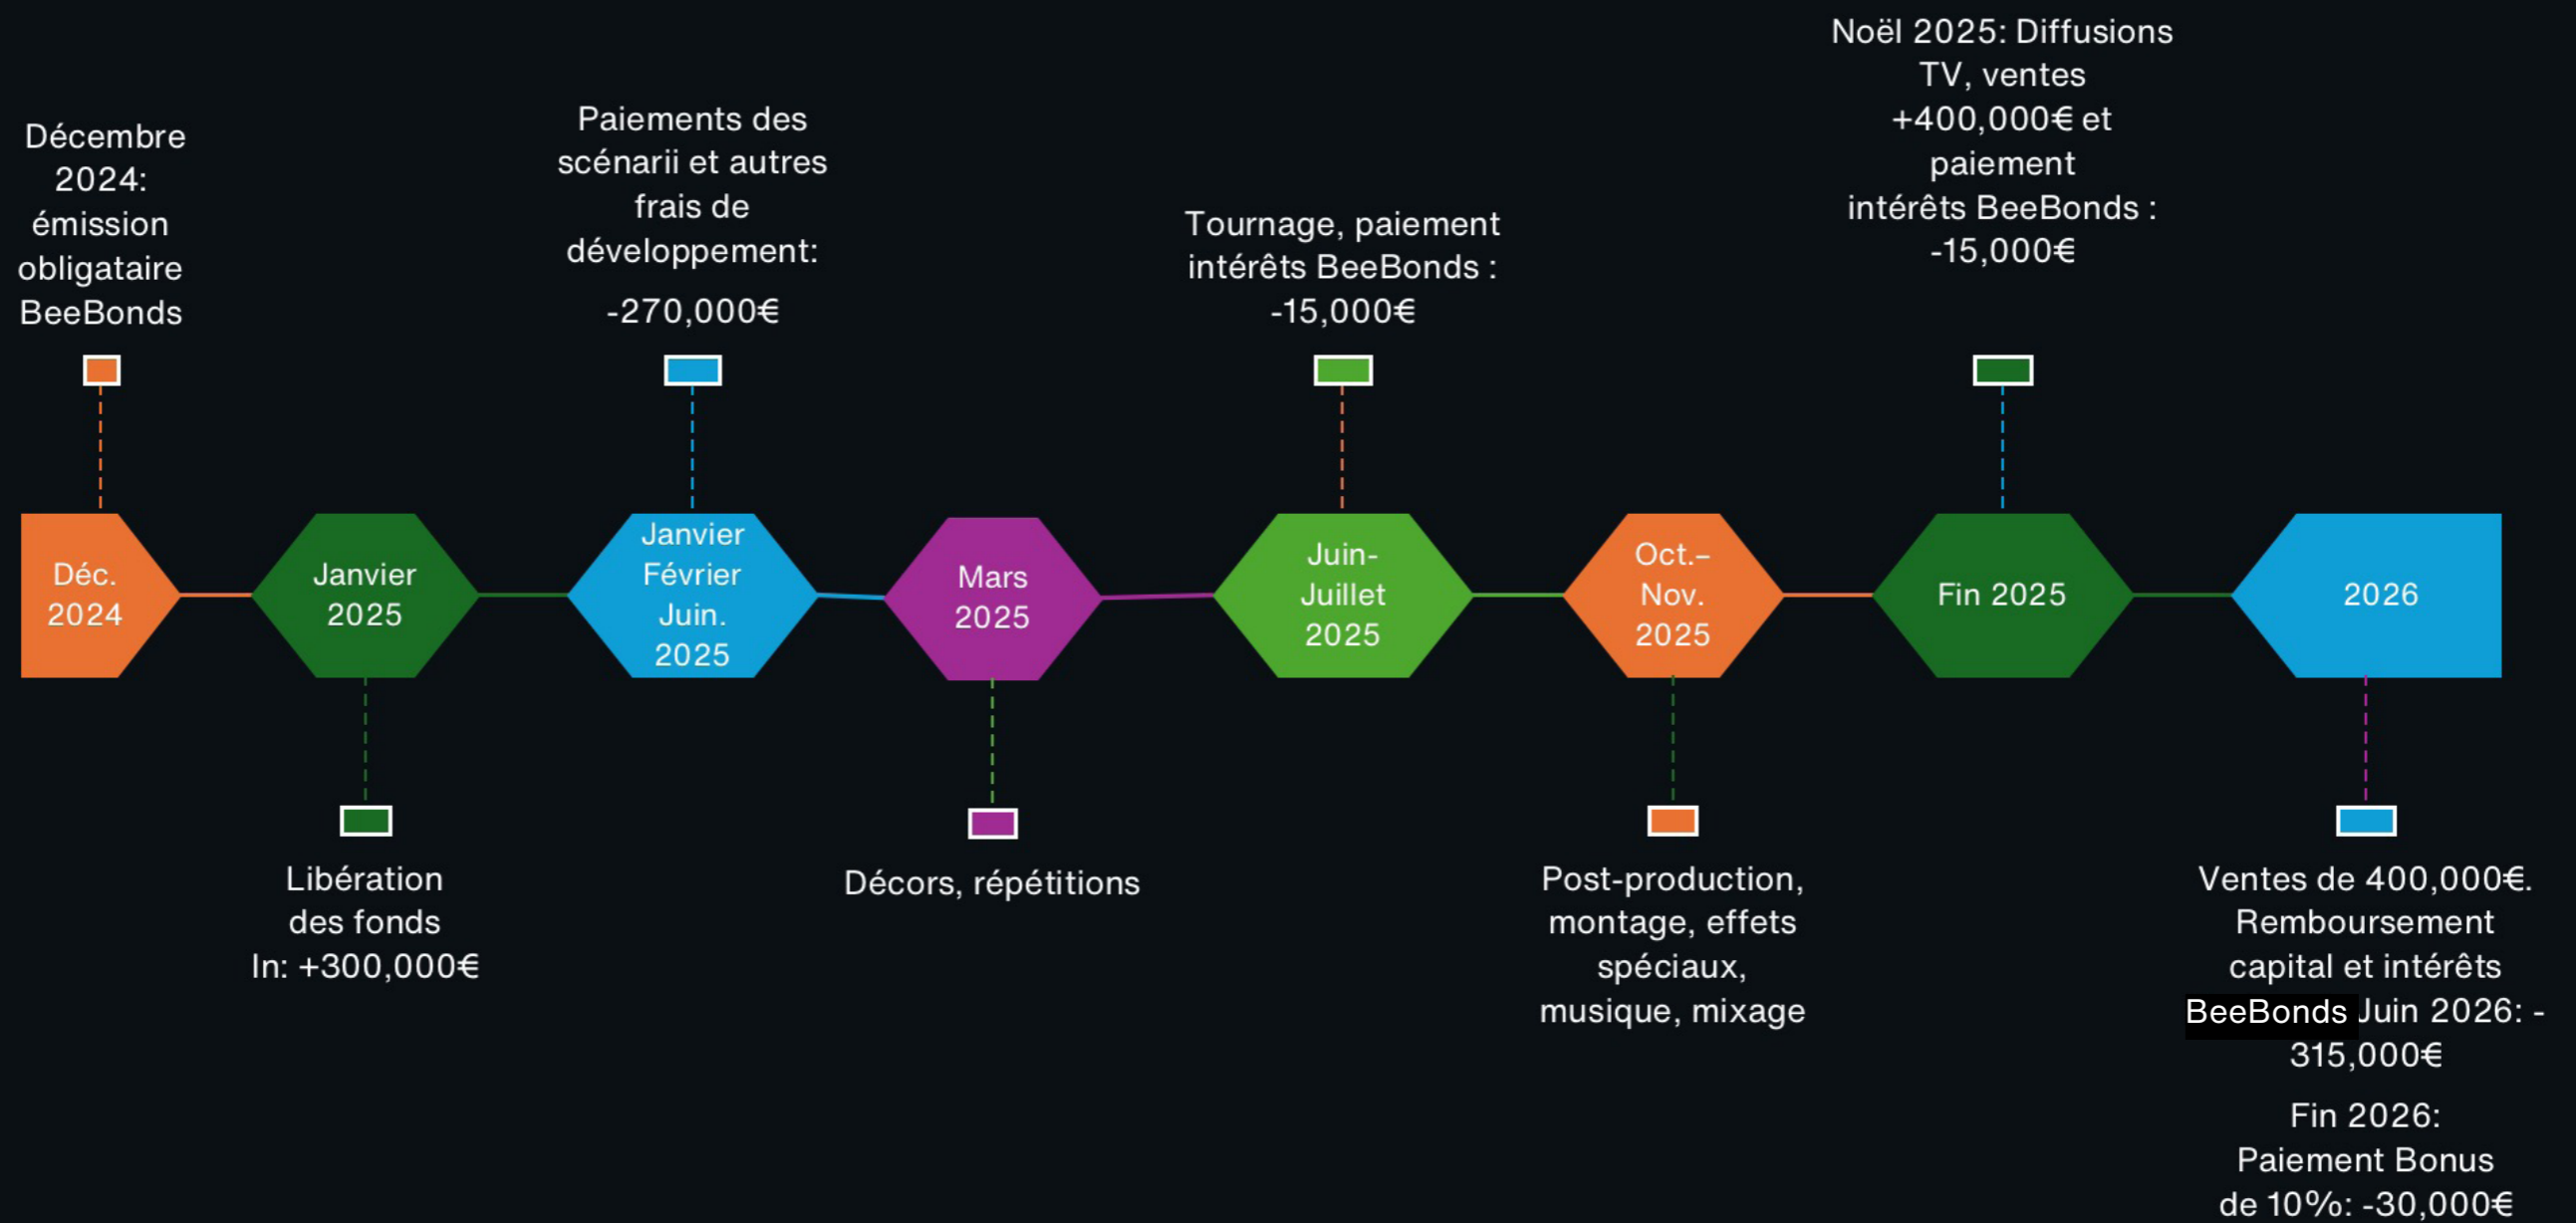 Décembre
2024:
émission
obligataire
BeeBonds
Paiements des
scénarii et autres
frais de
développement:
-270,000€
Tournage, paiement
intérêts BeeBonds :
-15,000€
Noël 2025: Diffusions
TV, ventes
+400,000€ et
paiement
intérêts BeeBonds :
-15,000€
Déc.
2024
Janvier
2025
Janvier
Février
Juin.
2025
Mars
2025
Juin-
Juillet
2025
Oct.–
Nov.
2025
Fin 2025
2026
Libération
des fonds
In: +300,000€
Décors, répétitions
Post-production,
montage, effets
spéciaux,
musique, mixage
Ventes de 400,000€.
Remboursement
capital et intérêts
BeeBonds Juin 2026: -
315,000€
Fin 2026:
Paiement Bonus
de 10%: -30,000€